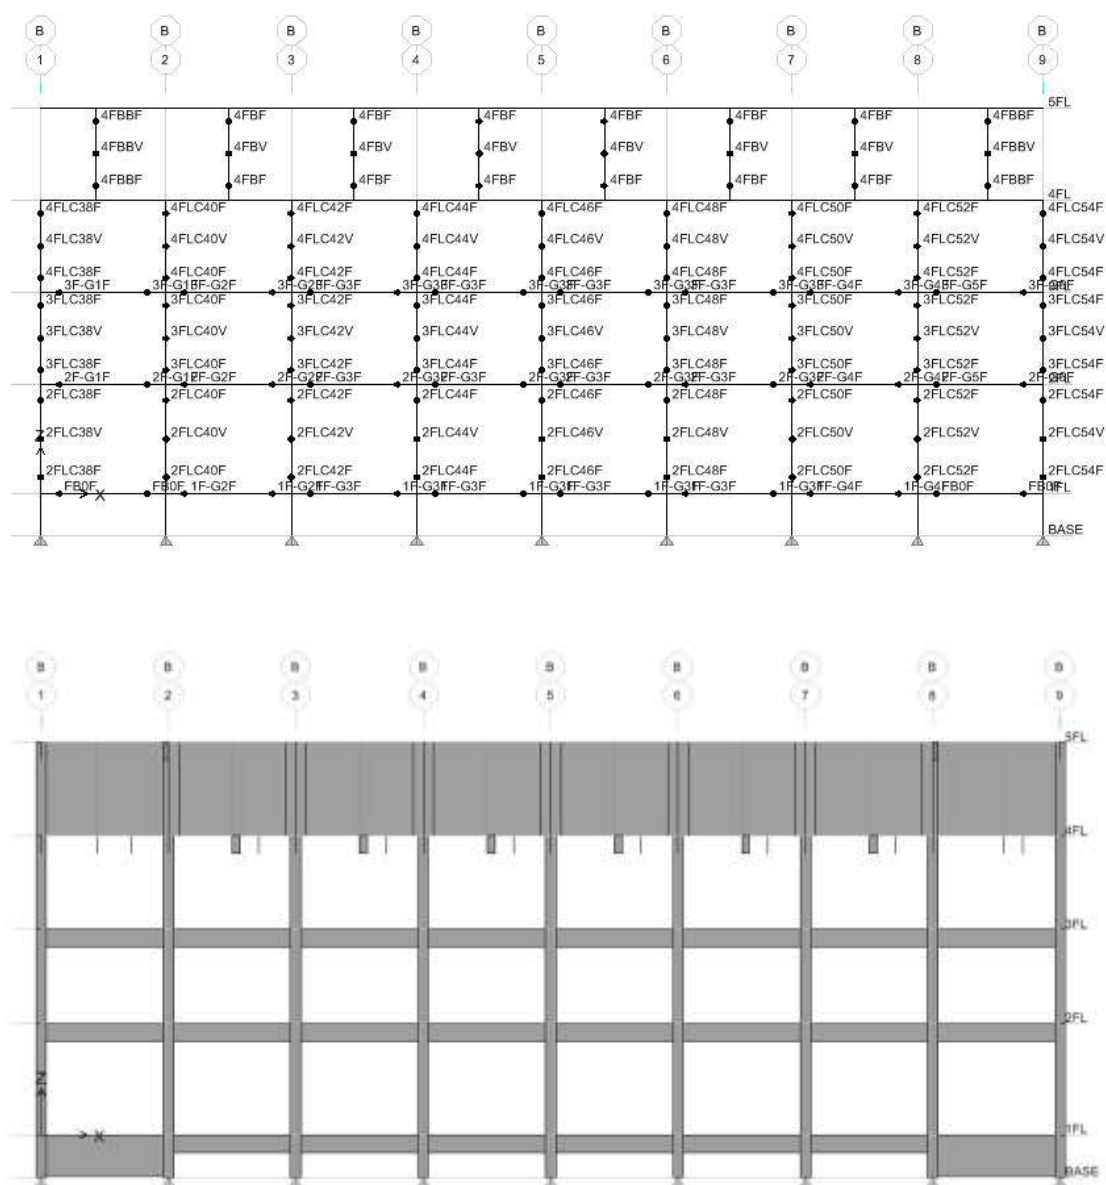 B B B B B B B B B
1 2 3 4 5 6 7 8 9
5FL
4FBBF 4FBF 4FBF 4FBF 4FBF 4FBF 4FBF 4FBBF
4FBBV 4FBV 4FBV 4FBV 4FBV 4FBV 4FBV 4FBBV
4FBBF 4FBF 4FBF 4FBF 4FBF 4FBF 4FBF 4FBBF
4FL
4FLC38F 4FLC40F 4FLC42F 4FLC44F 4FLC46F 4FLC48F 4FLC50F 4FLC52F 4FLC54F
4FLC38V 4FLC40V 4FLC42V 4FLC44V 4FLC46V 4FLC48V 4FLC50V 4FLC52V 4FLC54V
4FLC38F 4FLC40F 4FLC42F 4FLC44F 4FLC46F 4FLC48F 4FLC50F 4FLC52F 4FLC54F
3F-G1F
3FLC38F 3FLC40F 3FLC42F 3FLC44F 3FLC46F 3FLC48F 3FLC50F 3FLC52F 3FLC54F
3FLC38V 3FLC40V 3FLC42V 3FLC44V 3FLC46V 3FLC48V 3FLC50V 3FLC52V 3FLC54V
3FLC38F 3FLC40F 3FLC42F 3FLC44F 3FLC46F 3FLC48F 3FLC50F 3FLC52F 3FLC54F
2F-G1F
2FLC38F 2FLC40F 2FLC42F 2FLC44F 2FLC46F 2FLC48F 2FLC50F 2FLC52F 2FLC54F
Z 2FLC38V 2FLC40V 2FLC42V 2FLC44V 2FLC46V 2FLC48V 2FLC50V 2FLC52V 2FLC54V
2FLC38F 2FLC40F 2FLC42F 2FLC44F 2FLC46F 2FLC48F 2FLC50F 2FLC52F 2FLC54F
FB0F FB0F 1F-G2F
X
BASE
B B B B B B B B B
1 2 3 4 5 6 7 8 9
5FL
4FL
3FL
2FL
Z
X 1FL
BASE